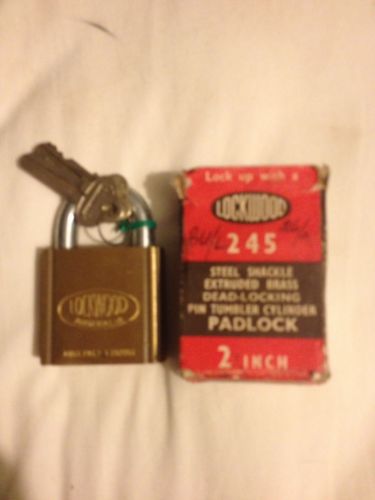 Lock up with a
LOCKWOOD
245
STEEL SHACKLE
EXTRUDED BRASS
DEAD-LOCKING
PIN TUMBLER CYLINDER
PADLOCK
2 INCH
LOCKWOOD